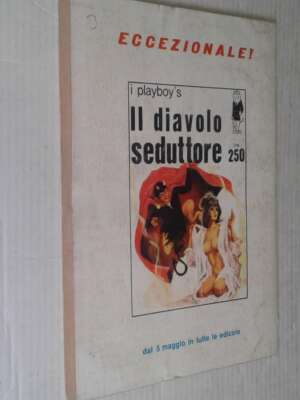 3
ECCEZIONALE!
i playboy's
Il diavolo
seduttore
250
dal 5 maggio in tutte le edicole